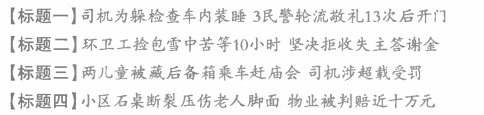 【标题一】司机为躲检查车内装睡 3民警轮流敬礼13次后开门
【标题二】环卫工捡包雪中苦等10小时 坚决拒收失主答谢金
【标题三】两儿童被藏后备箱乘车赶庙会 司机涉超载受罚
【标题四】小区石桌断裂压伤老人脚面 物业被判赔近十万元